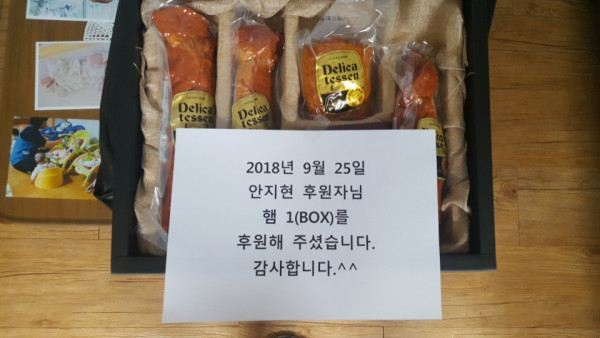 Delica
tessen
Delica
tessen
Delica
tessen
Delica
tessen
2018년 9월 25일
안지현 후원자님
햄 1(BOX)를
후원해 주셨습니다.
감사합니다.^^